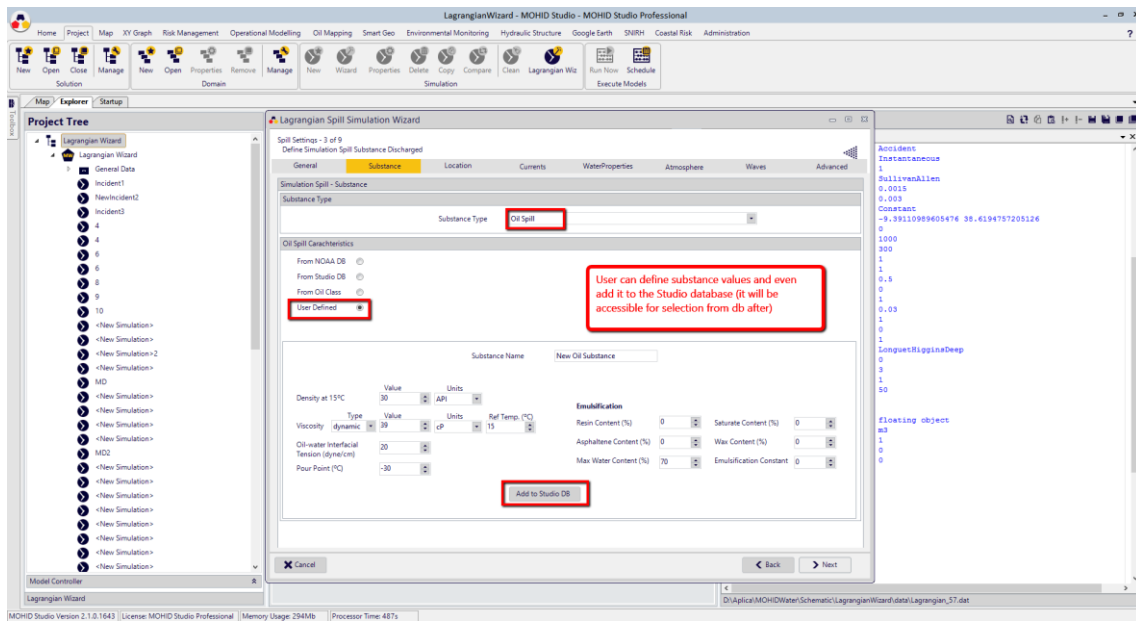 LagrangianWizard - MOHID Studio - MOHID Studio Professional
Home Project Map XY Graph Risk Management Operational Modelling Oil Mapping Smart Geo Environmental Monitoring Hydraulic Structure Google Earth SNIRH Coastal Risk Administration ?
New Open Close Manage New Open Properties Remove Manage New Wizard Properties Delete Copy Compare Clean Lagrangian Wiz Run Now Schedule
Solution Domain Simulation Execute Models
Map Explorer Startup
Toolbox
Project Tree
Lagrangian Wizard
Lagrangian Wizard
General Data
Incident1
NewIncident2
Incident3
4
4
6
6
8
9
10
<New Simulation>
<New Simulation>
<New Simulation>2
<New Simulation>
MD
<New Simulation>
<New Simulation>
<New Simulation>
<New Simulation>
MD2
<New Simulation>
<New Simulation>
<New Simulation>
<New Simulation>
<New Simulation>
<New Simulation>
<New Simulation>
<New Simulation>
Model Controller
Lagrangian Wizard
Lagrangian Spill Simulation Wizard
Spill Settings - 3 of 9
Define Simulation Spill Substance Discharged
General Substance Location Currents WaterProperties Atmosphere Waves Advanced
Simulation Spill - Substance
Substance Type
Substance Type Oil Spill
Oil Spill Carachteristics
From NOAA DB
From Studio DB
From Oil Class
User Defined
User can define substance values and even
add it to the Studio database (it will be
accessible for selection from db after)
Substance Name New Oil Substance
Value Units
Density at 15ºC 30 API
Type Value Units Ref Temp. (ºC)
Viscosity dynamic 39 cP 15
Oil-water Interfacial
Tension (dyne/cm) 20
Pour Point (ºC) -30
Emulsification
Resin Content (%) 0 Saturate Content (%) 0
Asphaltene Content (%) 0 Wax Content (%) 0
Max Water Content (%) 70 Emulsification Constant 0
Add to Studio DB
Cancel Back Next
Accident
Instantaneous
1
SullivanAllen
0.0015
0.003
Constant
-9.39110989605476 38.6194757205126
0
1000
300
1
1
0.5
0
1
0.03
1
0
1
LonguetHigginsDeep
0
3
1
50
floating object
m3
1
0
0
D:\Aplica\MOHIDWater\Schematic\LagrangianWizard\data\Lagrangian_57.dat
MOHID Studio Version 2.1.0.1643 License: MOHID Studio Professional Memory Usage: 294Mb Processor Time: 487s